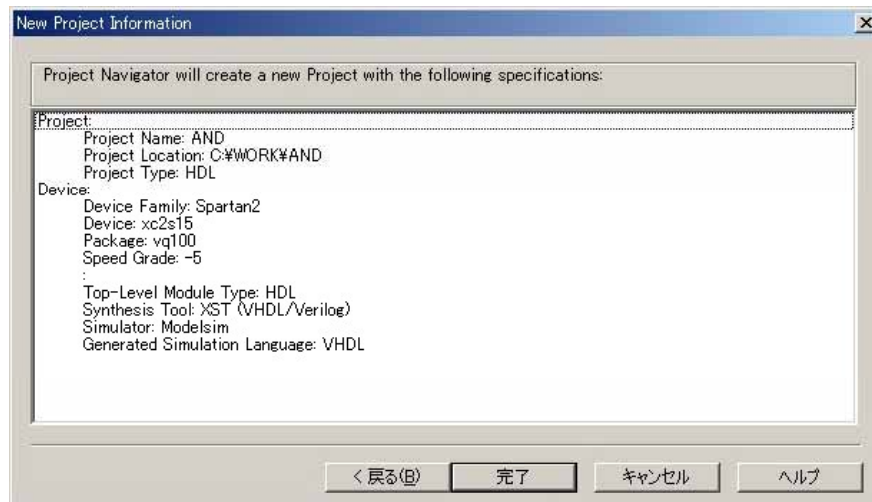 New Project Information
Project Navigator will create a new Project with the following specifications:
Project:
Project Name: AND
Project Location: C:¥WORK¥AND
Project Type: HDL
Device:
Device Family: Spartan2
Device: xc2s15
Package: vq100
Speed Grade: -5
:
Top-Level Module Type: HDL
Synthesis Tool: XST (VHDL/Verilog)
Simulator: Modelsim
Generated Simulation Language: VHDL
< 戻る(B) 完了 キャンセル ヘルプ